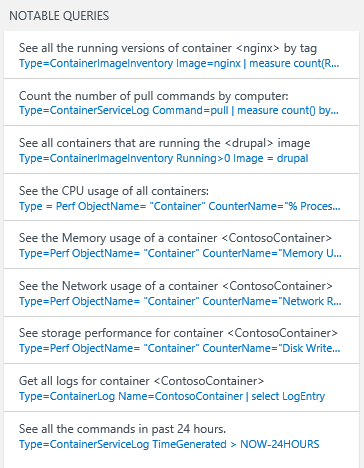 NOTABLE QUERIES
See all the running versions of container <nginx> by tag
Type=ContainerImageInventory Image=nginx | measure count(R...
Count the number of pull commands by computer:
Type=ContainerServiceLog Command=pull | measure count() by...
See all containers that are running the <drupal> image
Type=ContainerImageInventory Running>0 Image = drupal
See the CPU usage of all containers:
Type = Perf ObjectName= "Container" CounterName="% Proces...
See the Memory usage of a container <ContosoContainer>
Type=Perf ObjectName= "Container" CounterName="Memory U...
See the Network usage of a container <ContosoContainer>
Type=Perf ObjectName= "Container" CounterName="Network R...
See storage performance for container <ContosoContainer>
Type=Perf ObjectName= "Container" CounterName="Disk Write...
Get all logs for container <ContosoContainer>
Type=ContainerLog Name=ContosoContainer | select LogEntry
See all the commands in past 24 hours.
Type=ContainerServiceLog TimeGenerated > NOW-24HOURS